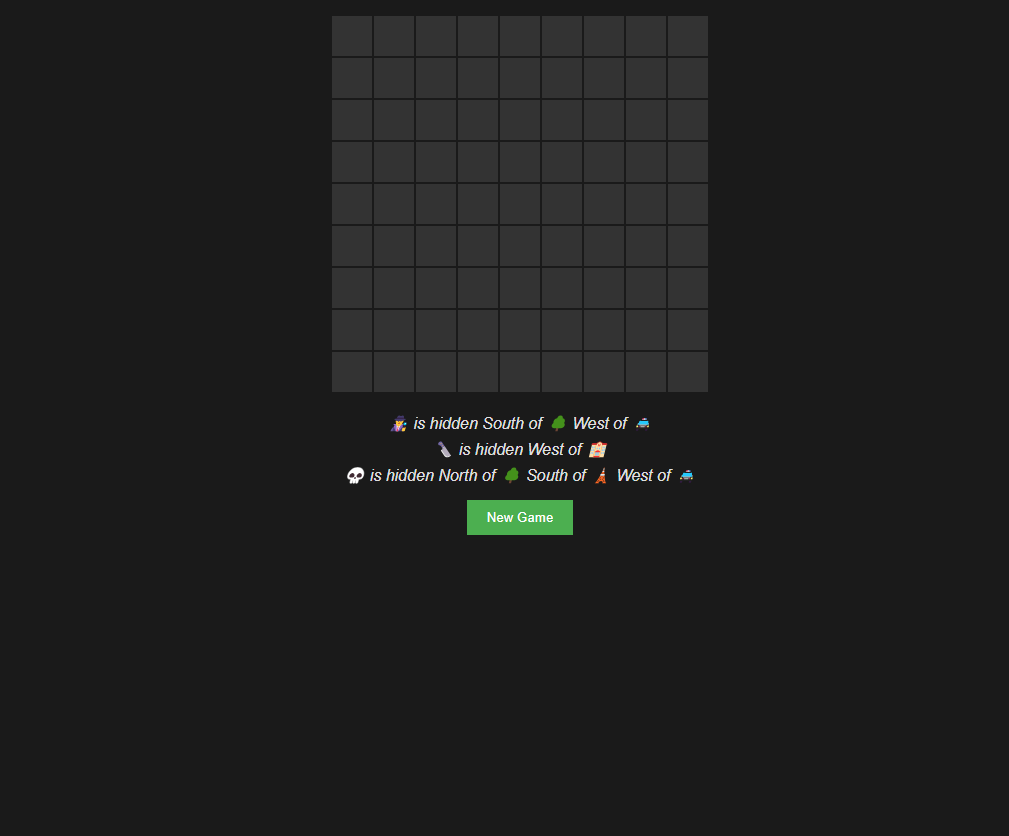 🧛‍♀️ is hidden South of 🌳 West of 🚔
🔪 is hidden West of 🏩
💀 is hidden North of 🌳 South of 🗼 West of 🚔
New Game